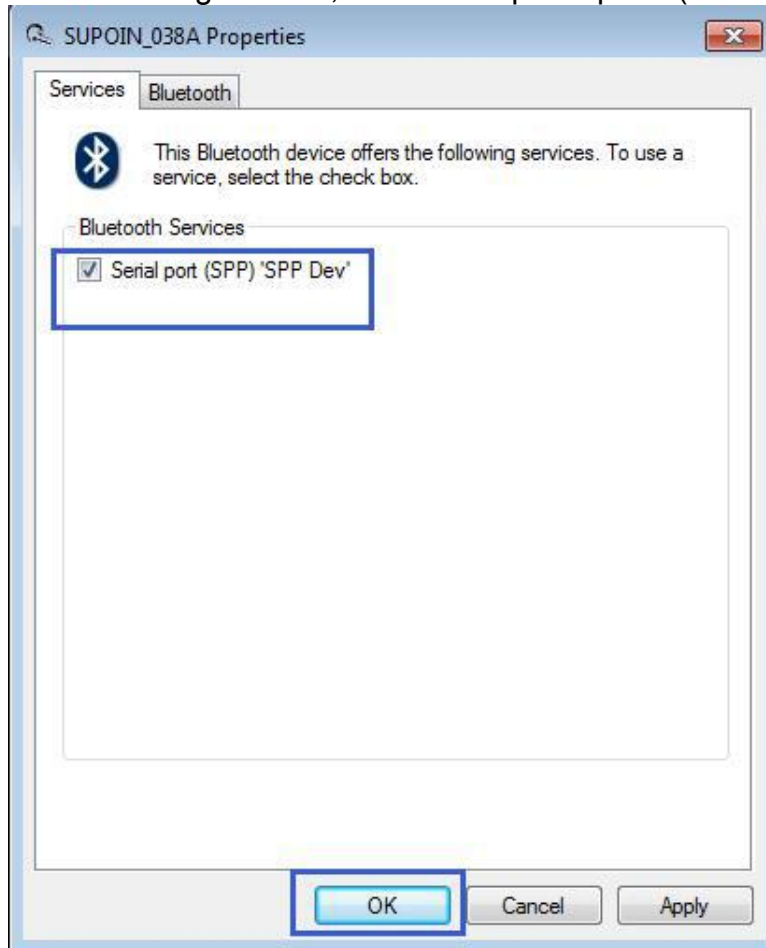 SUPOIN_038A Properties
Services Bluetooth
This Bluetooth device offers the following services. To use a
service, select the check box.
Bluetooth Services
Serial port (SPP) 'SPP Dev'
OK Cancel Apply